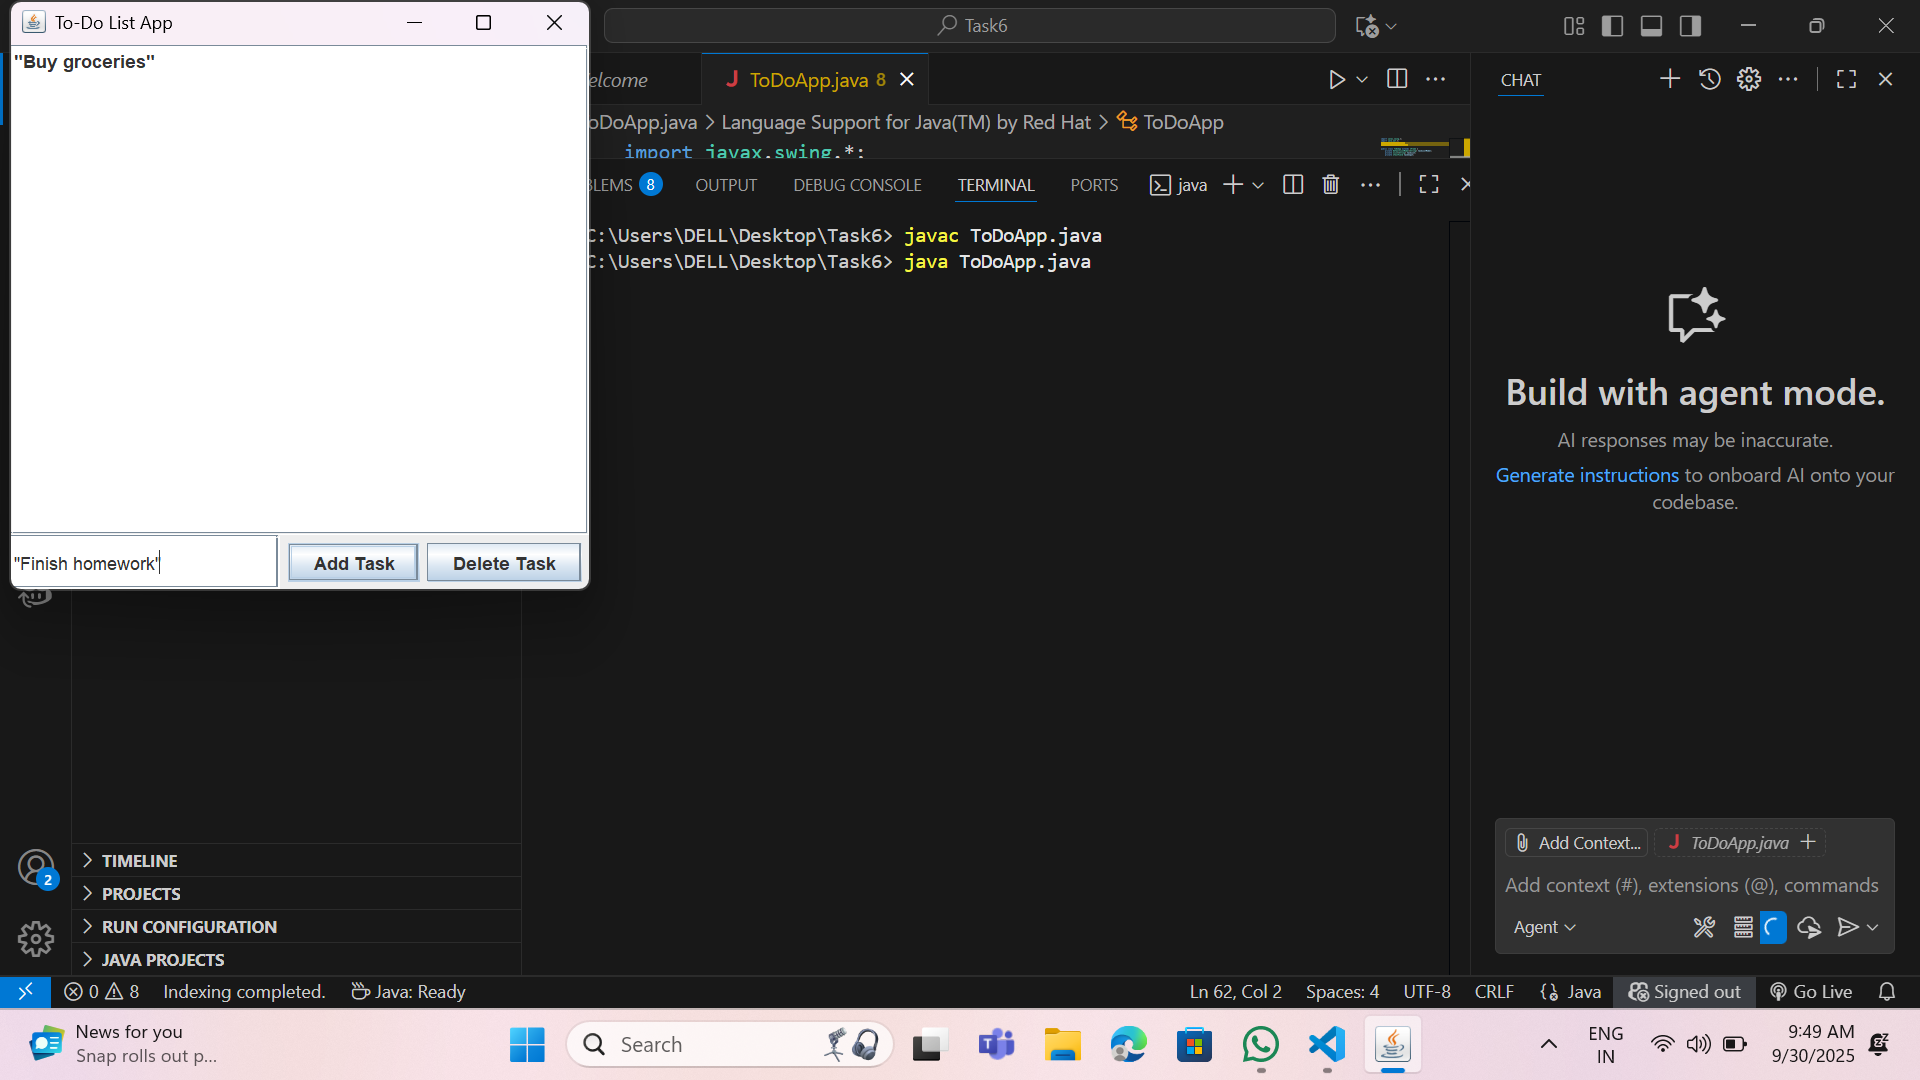 To-Do List App
"Buy groceries"
"Finish homework"
Add Task
Delete Task
Task6
elcome
ToDoApp.java 8
oDoApp.java > Language Support for Java(TM) by Red Hat > ToDoApp
import javax.swing.*;
BLEMS 8
OUTPUT
DEBUG CONSOLE
TERMINAL
PORTS
java
C:\Users\DELL\Desktop\Task6> javac ToDoApp.java
C:\Users\DELL\Desktop\Task6> java ToDoApp.java
CHAT
Build with agent mode.
AI responses may be inaccurate.
Generate instructions to onboard AI onto your
codebase.
Add Context...
ToDoApp.java
Add context (#), extensions (@), commands
Agent
2
TIMELINE
PROJECTS
RUN CONFIGURATION
JAVA PROJECTS
0 8
Indexing completed.
Java: Ready
Ln 62, Col 2
Spaces: 4
UTF-8
CRLF
Java
Signed out
Go Live
News for you
Snap rolls out p...
Search
ENG
IN
9:49 AM
9/30/2025